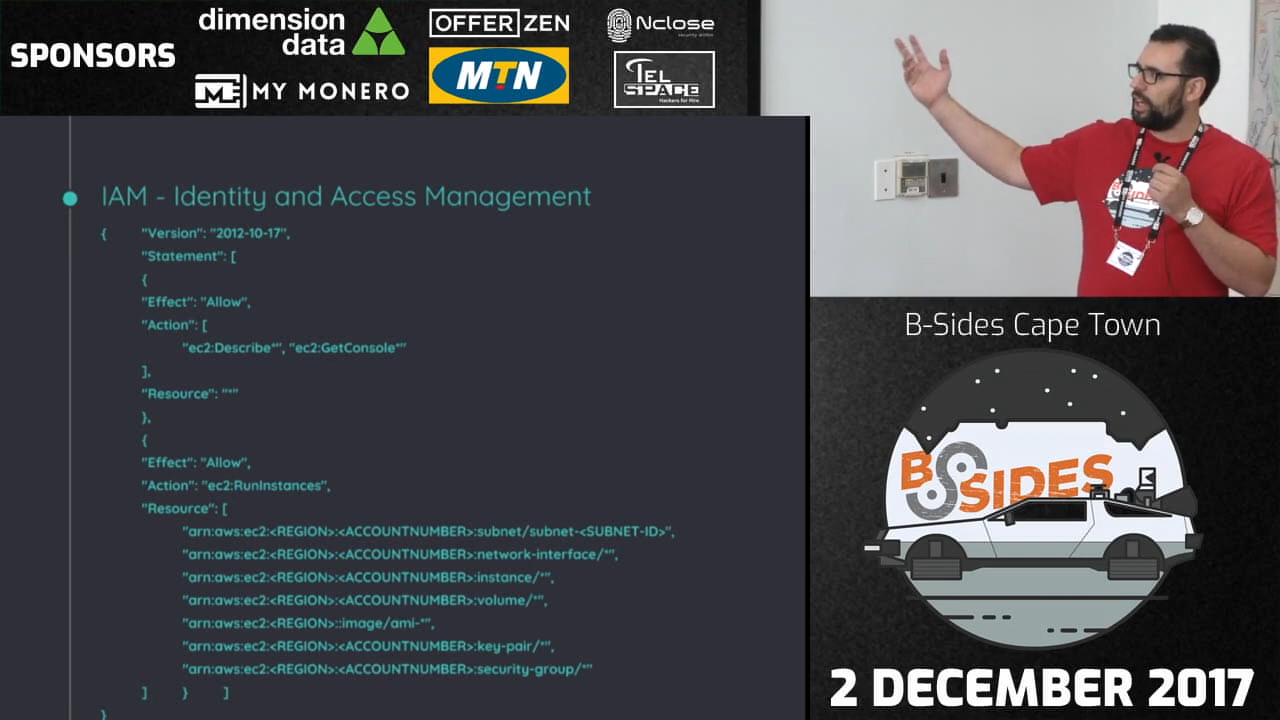 SPONSORS
dimension
data
MY MONERO
OFFERZEN
MTN
Nclose
TEL
SPACE
Hackers for Hire
IAM - Identity and Access Management
{ "Version": "2012-10-17",
"Statement": [
{
"Effect": "Allow",
"Action": [
"ec2:Describe*", "ec2:GetConsole*"
],
"Resource": "*"
},
{
"Effect": "Allow",
"Action": "ec2:RunInstances",
"Resource": [
"arn:aws:ec2:<REGION>:<ACCOUNTNUMBER>:subnet/subnet-<SUBNET-ID>",
"arn:aws:ec2:<REGION>:<ACCOUNTNUMBER>:network-interface/*",
"arn:aws:ec2:<REGION>:<ACCOUNTNUMBER>:instance/*",
"arn:aws:ec2:<REGION>:<ACCOUNTNUMBER>:volume/*",
"arn:aws:ec2:<REGION>::image/ami-*",
"arn:aws:ec2:<REGION>:<ACCOUNTNUMBER>:key-pair/*",
"arn:aws:ec2:<REGION>:<ACCOUNTNUMBER>:security-group/*"
] } ]
}
B-Sides Cape Town
BSIDES
2 DECEMBER 2017